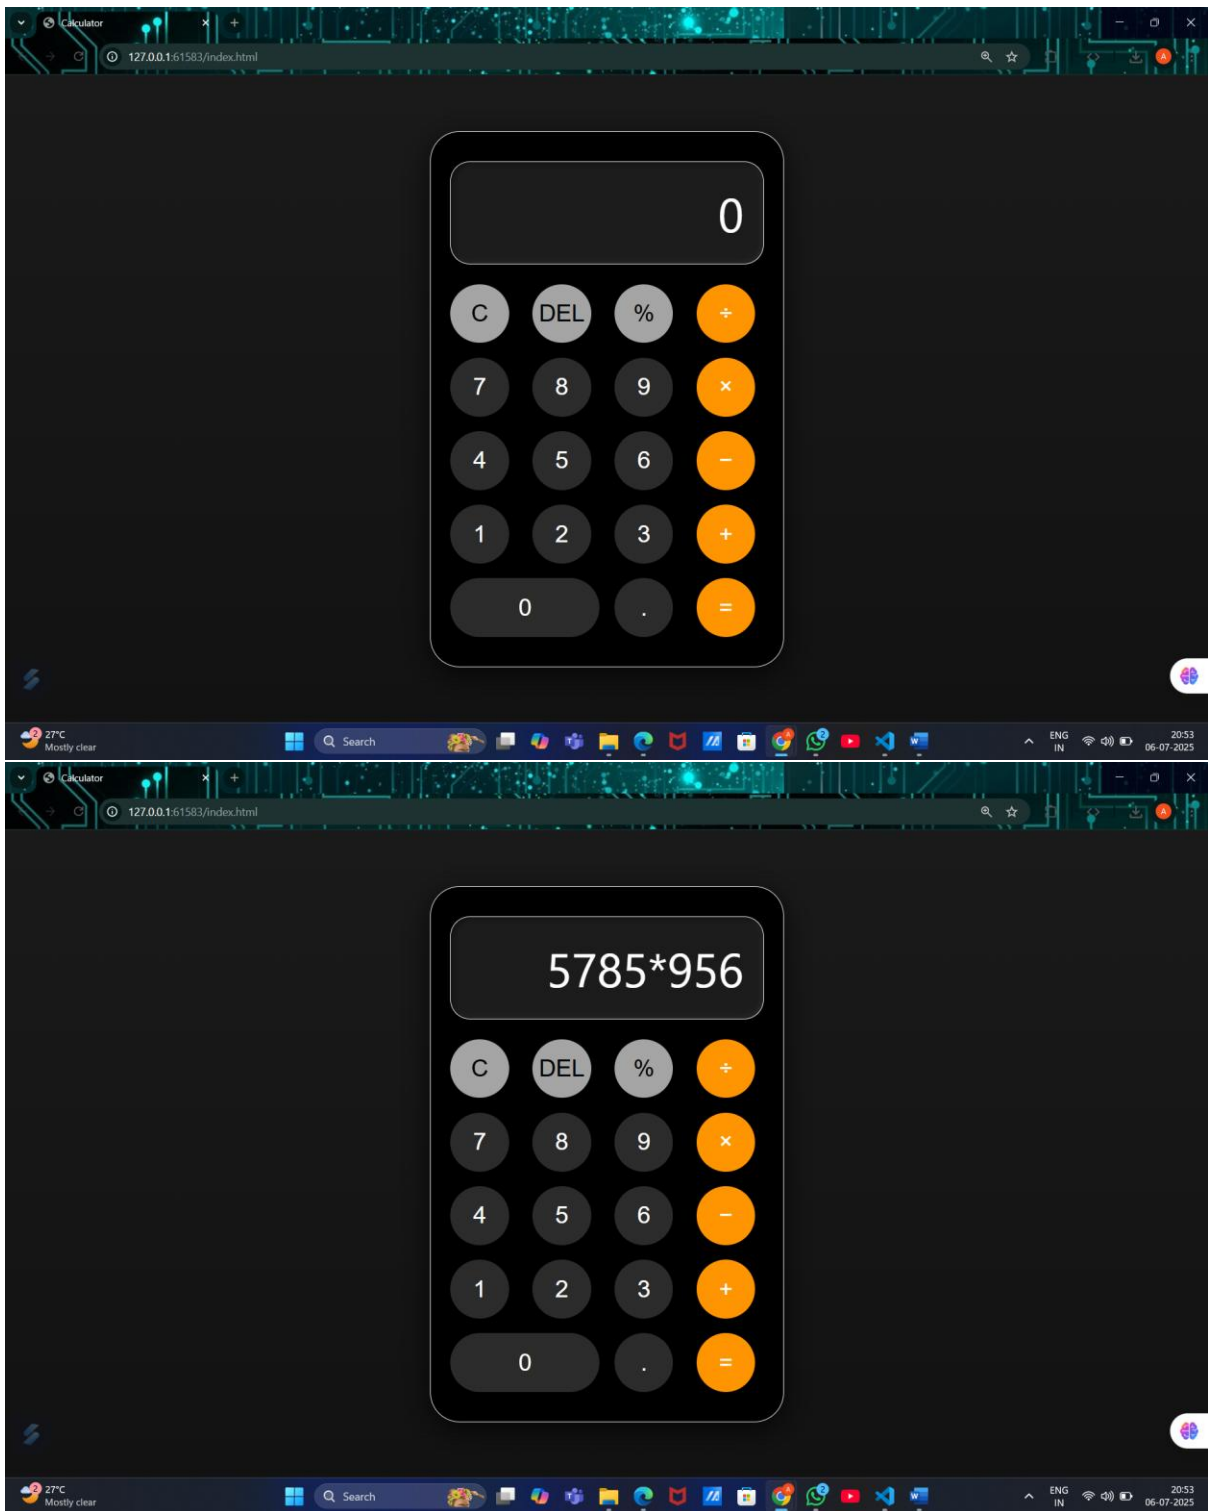 Calculator
127.0.0.1:61583/index.html
0
C DEL % ÷
7 8 9 ×
4 5 6 −
1 2 3 +
0 . =
2 27°C Mostly clear
Search
ENG IN
20:53
06-07-2025
Calculator
127.0.0.1:61583/index.html
5785*956
C DEL % ÷
7 8 9 ×
4 5 6 −
1 2 3 +
0 . =
2 27°C Mostly clear
Search
ENG IN
20:53
06-07-2025